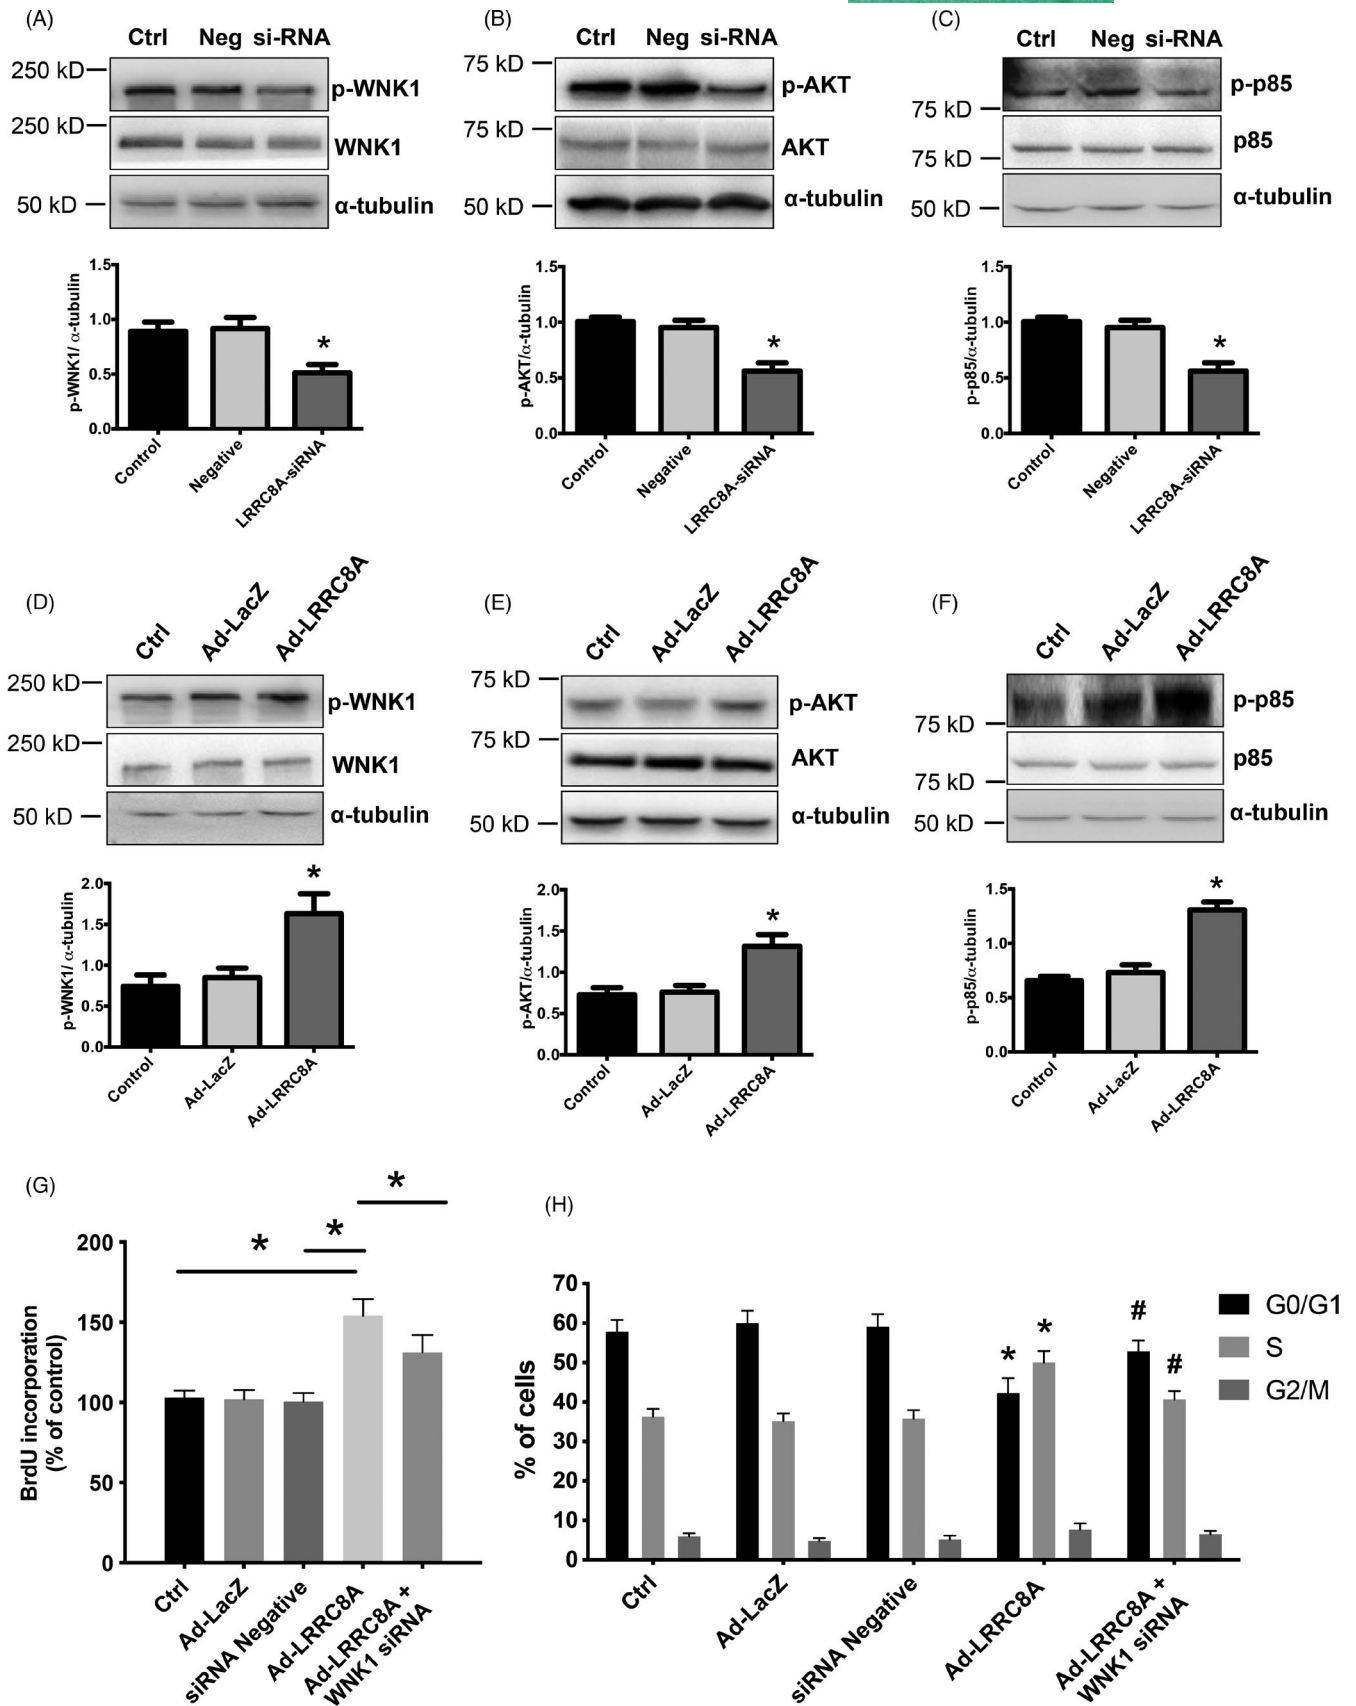 (A)
Ctrl Neg si-RNA
250 kD
p-WNK1
250 kD
WNK1
50 kD
α-tubulin
p-WNK1/ α-tubulin
1.5
1.0
0.5
0.0
*
Control
Negative
LRRC8A-siRNA
(B)
Ctrl Neg si-RNA
75 kD
p-AKT
75 kD
AKT
50 kD
α-tubulin
p-AKT/α-tubulin
1.5
1.0
0.5
0.0
*
Control
Negative
LRRC8A-siRNA
(C)
Ctrl Neg si-RNA
p-p85
75 kD
p85
75 kD
50 kD
α-tubulin
p-p85/α-tubulin
1.5
1.0
0.5
0.0
*
Control
Negative
LRRC8A-siRNA
(D)
Ctrl
Ad-LacZ
Ad-LRRC8A
250 kD
p-WNK1
250 kD
WNK1
50 kD
α-tubulin
p-WNK1/ α-tubulin
2.0
1.5
1.0
0.5
0.0
*
Control
Ad-LacZ
Ad-LRRC8A
(E)
Ctrl
Ad-LacZ
Ad-LRRC8A
75 kD
p-AKT
75 kD
AKT
50 kD
α-tubulin
p-AKT/α-tubulin
2.0
1.5
1.0
0.5
0.0
*
Control
Ad-LacZ
Ad-LRRC8A
(F)
Ctrl
Ad-LacZ
Ad-LRRC8A
p-p85
75 kD
p85
75 kD
50 kD
α-tubulin
p-p85/α-tubulin
1.5
1.0
0.5
0.0
*
Control
Ad-LacZ
Ad-LRRC8A
(G)
BrdU incorporation
(% of control)
200
150
100
50
0
*
*
*
Ctrl
Ad-LacZ
siRNA Negative
Ad-LRRC8A
Ad-LRRC8A +
WNK1 siRNA
(H)
% of cells
70
60
50
40
30
20
10
0
*
*
#
#
G0/G1
S
G2/M
Ctrl
Ad-LacZ
siRNA Negative
Ad-LRRC8A
Ad-LRRC8A +
WNK1 siRNA